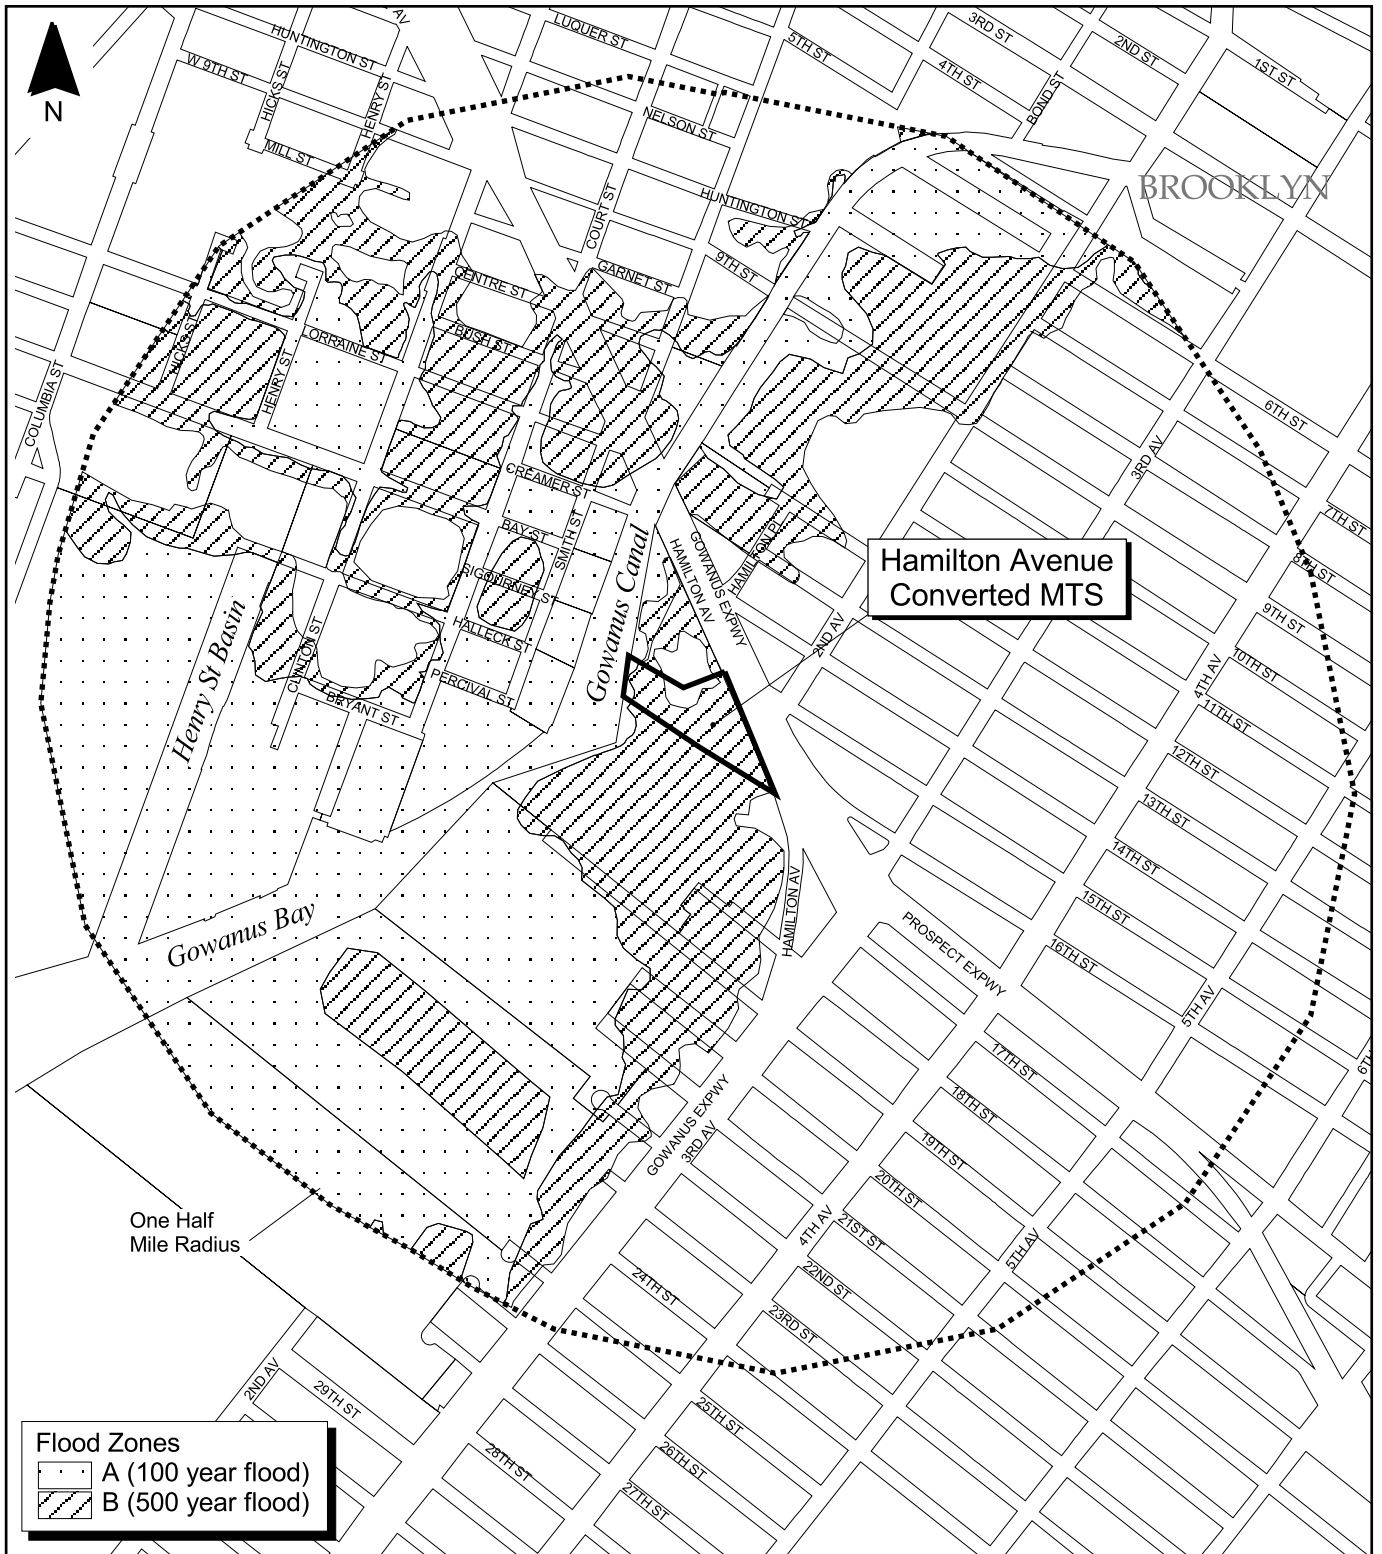 N
AV
LUQUER ST
3RD ST
2ND ST
1ST ST
HUNTINGTON ST
5TH ST
4TH ST
W 9TH ST
HICKS ST
HENRY ST
BOND ST
NELSON ST
MILL ST
BROOKLYN
HUNTINGTON ST
COURT ST
9TH ST
GARNET ST
CENTRE ST
BUSH ST
LORRAINE ST
HICKS ST
HENRY ST
COLUMBIA ST
6TH ST
3RD AV
CREAMER ST
7TH ST
BAY ST
SMITH ST
Gowanus Canal
HAMILTON AV
GOWANUS EXPWY
HAMILTON PL
Hamilton Avenue
Converted MTS
8TH ST
SIGOURNEY ST
9TH ST
HALLECK ST
2ND AV
Henry St Basin
CLINTON ST
10TH ST
4TH AV
PERCIVAL ST
BRYANT ST
11TH ST
12TH ST
13TH ST
14TH ST
HAMILTON AV
15TH ST
Gowanus Bay
PROSPECT EXPWY
16TH ST
5TH AV
17TH ST
6TH
18TH ST
GOWANUS EXPWY
3RD AV
19TH ST
20TH ST
One Half
Mile Radius
4TH AV
21ST ST
5TH AV
24TH ST
22ND ST
23RD ST
2ND AV
29TH ST
25TH ST
28TH ST
26TH ST
27TH ST
Flood Zones
A (100 year flood)
B (500 year flood)